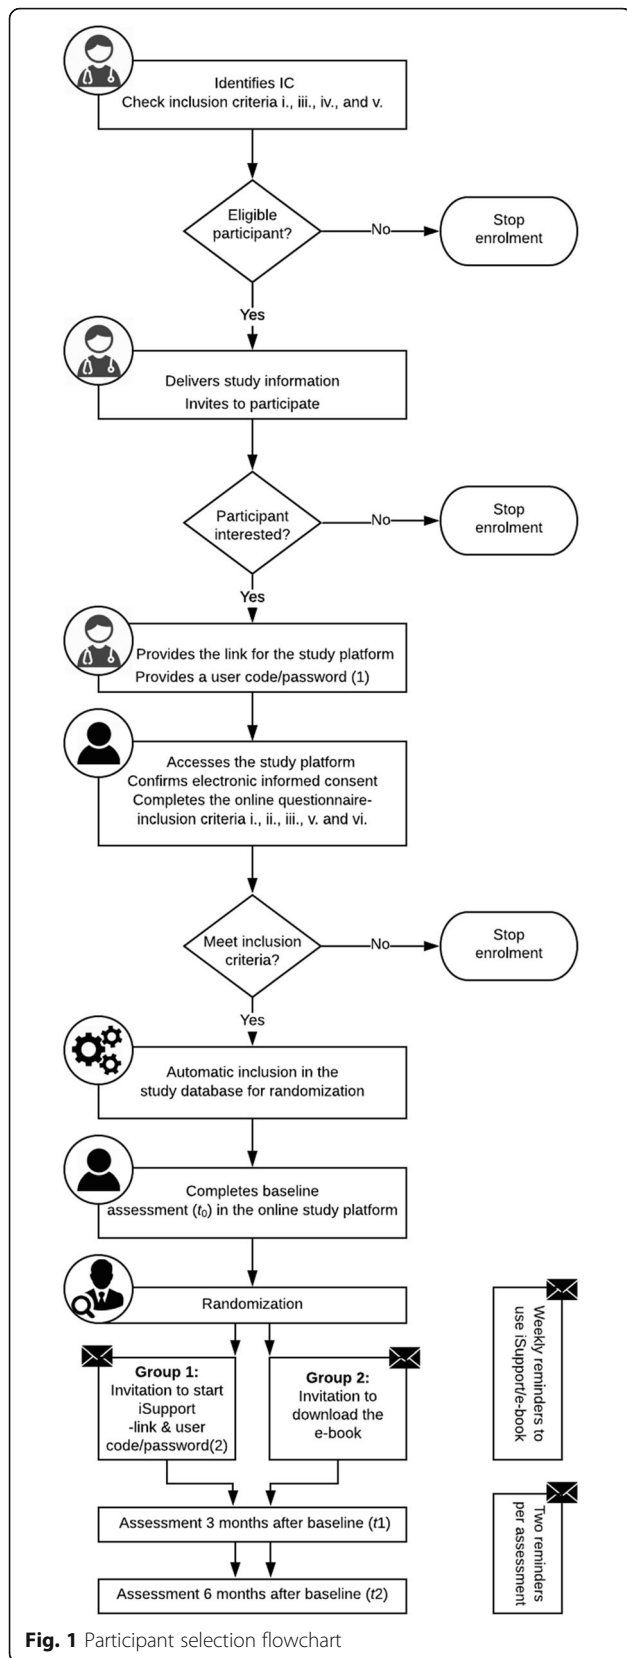 Identifies IC
Check inclusion criteria i., iii., iv., and v.
Eligible
participant?
No
Stop
enrolment
Yes
Delivers study information
Invites to participate
Participant
interested?
No
Stop
enrolment
Yes
Provides the link for the study platform
Provides a user code/password (1)
Accesses the study platform
Confirms electronic informed consent
Completes the online questionnaire-
inclusion criteria i., ii., iii., v. and vi.
Meet inclusion
criteria?
No
Stop
enrolment
Yes
Automatic inclusion in the
study database for randomization
Completes baseline
assessment (t0) in the online study platform
Randomization
Group 1:
Invitation to start
iSupport
-link & user
code/password(2)
Group 2:
Invitation to
download the
e-book
Weekly reminders to
use iSupport/e-book
Assessment 3 months after baseline (t1)
Assessment 6 months after baseline (t2)
Two reminders
per assessment
Fig. 1 Participant selection flowchart